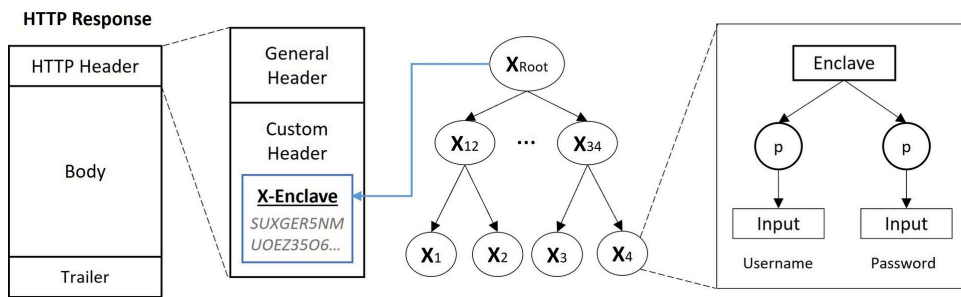 HTTP Response
HTTP Header
Body
Trailer
General
Header
Custom
Header
X-Enclave
SUXGER5NM
UOEZ35O6...
XRoot
X12
...
X34
X1
X2
X3
X4
Enclave
p
p
Input
Input
Username
Password